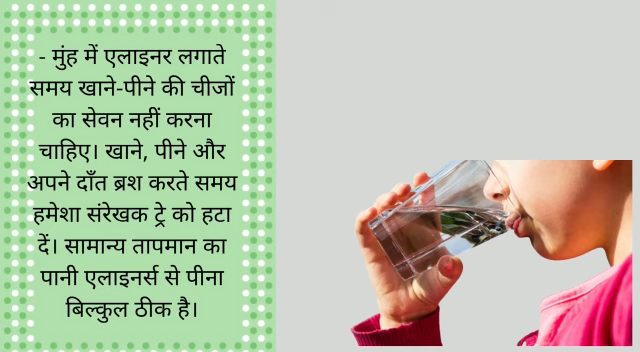 - मुंह में एलाइनर लगाते
समय खाने-पीने की चीजों
का सेवन नहीं करना
चाहिए। खाने, पीने और
अपने दाँत ब्रश करते समय
हमेशा संरेखक ट्रे को हटा
दें। सामान्य तापमान का
पानी एलाइनर्स से पीना
बिल्कुल ठीक है।